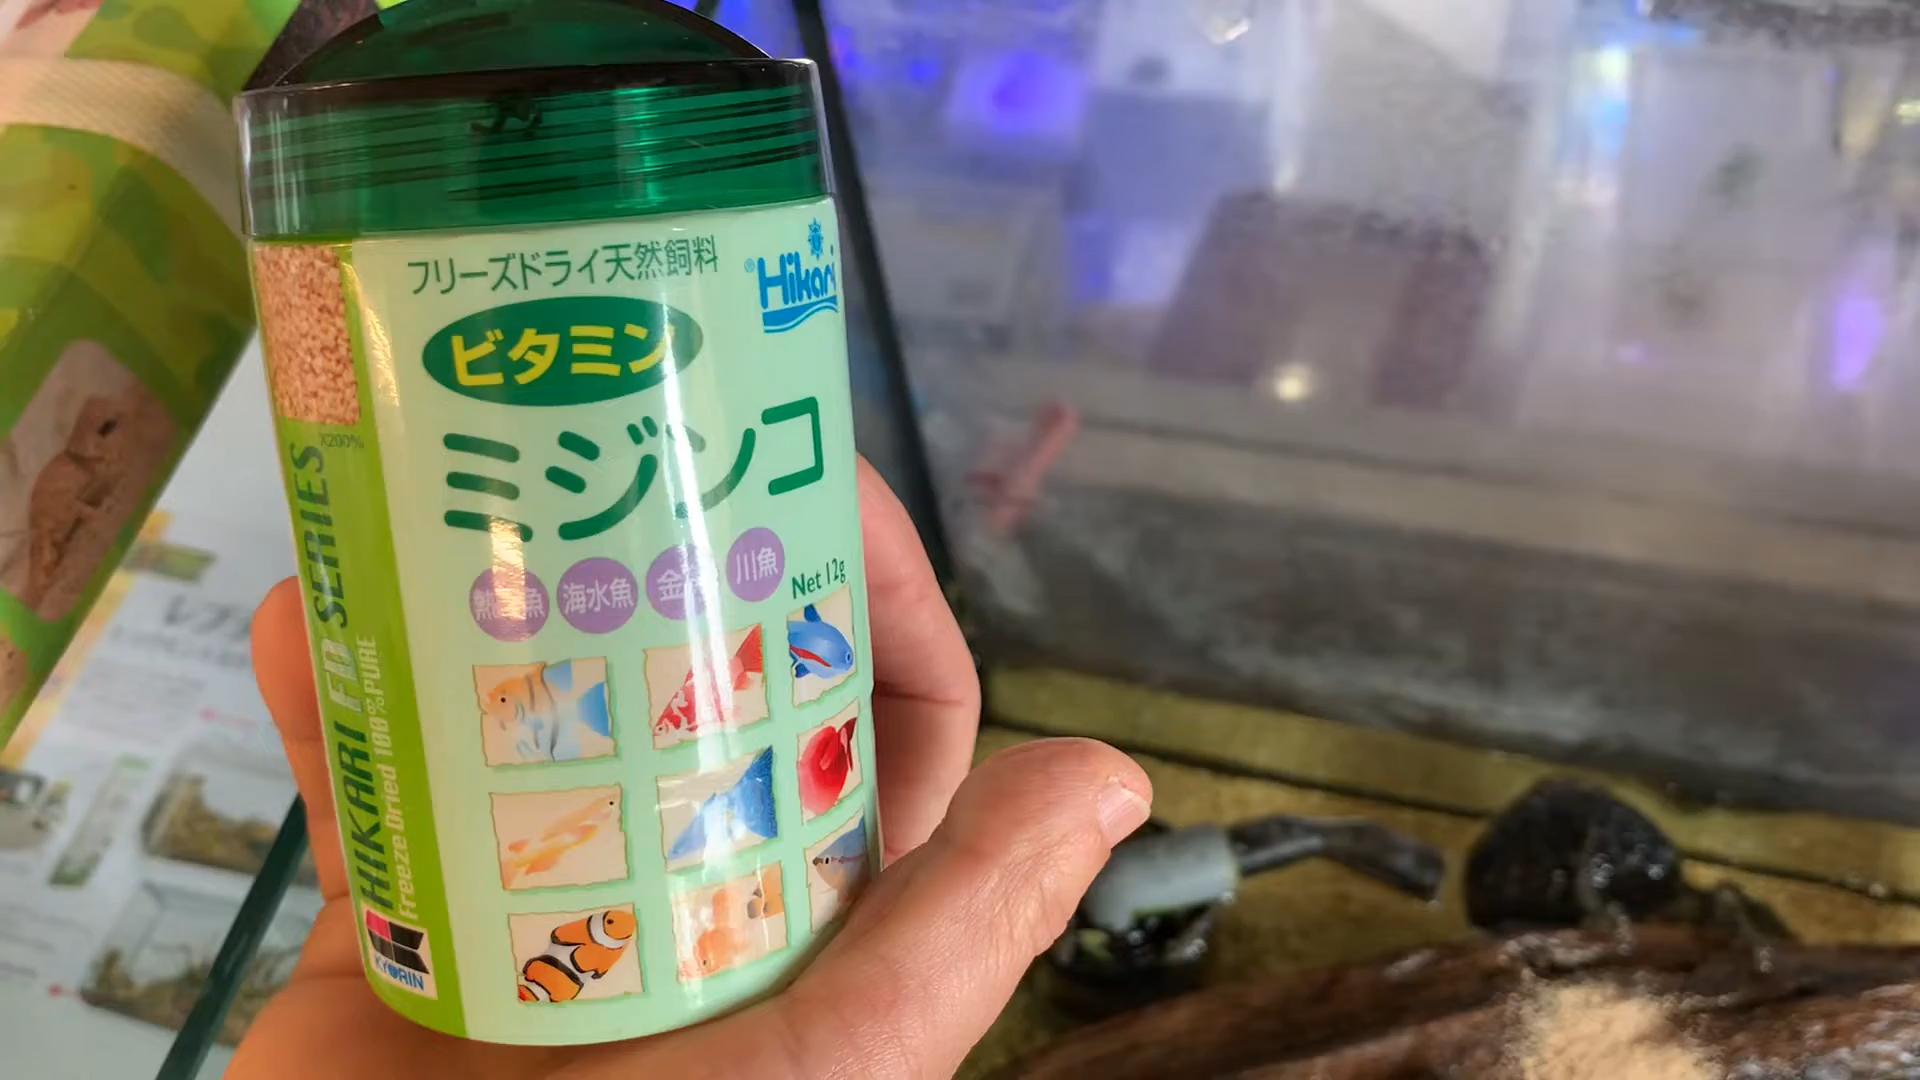 フリーズドライ天然飼料
®Hikari
ビタミン
ミジンコ
X200%
海水魚
川魚
Net 12g
HIKARI FD SERIES
Freeze Dried 100% PURE
KYORIN